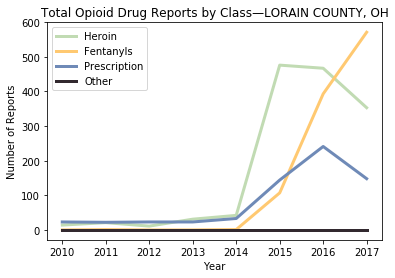 Total Opioid Drug Reports by Class—LORAIN COUNTY, OH
600
500
400
300
200
100
0
Number of Reports
Heroin
Fentanyls
Prescription
Other
2010 2011 2012 2013 2014 2015 2016 2017
Year